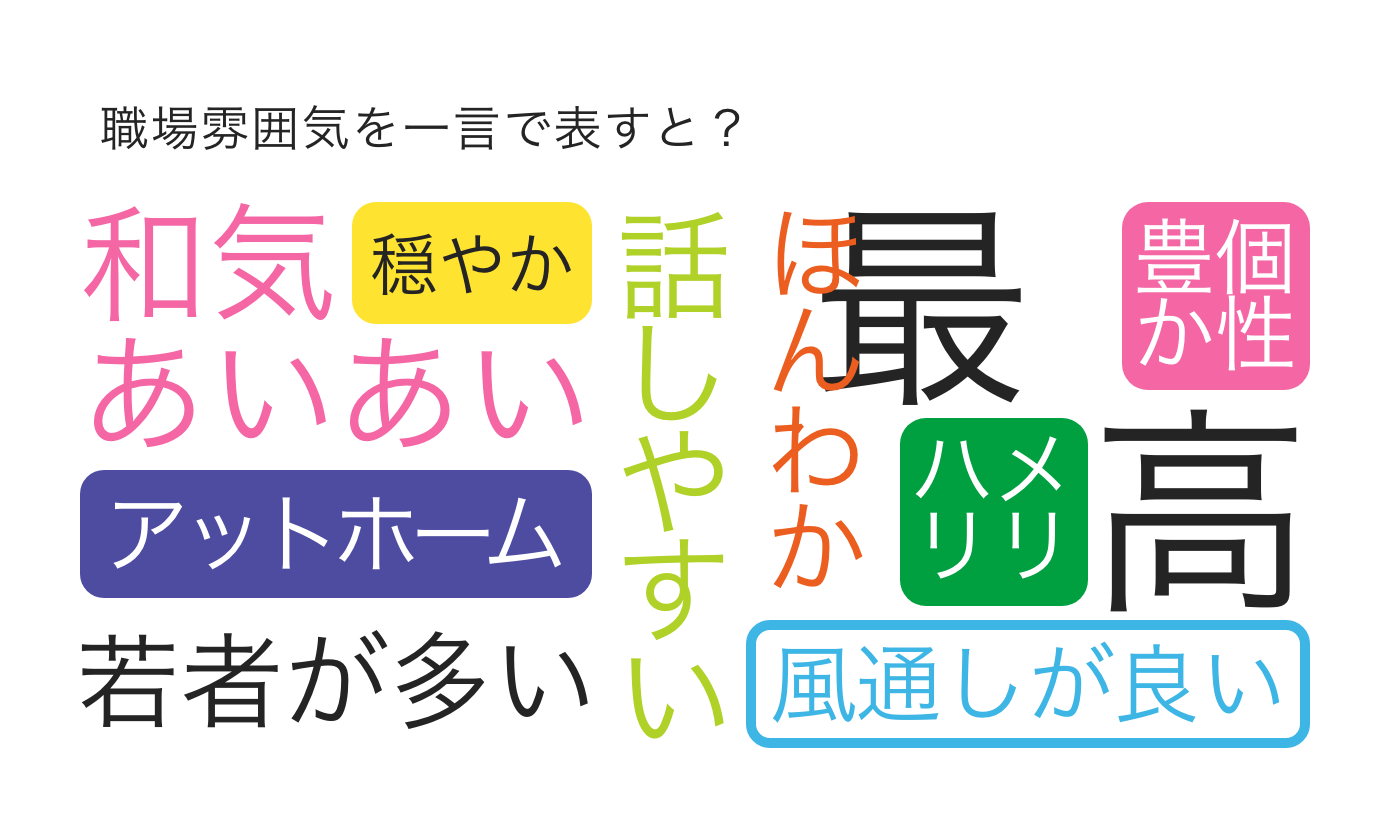 職場雰囲気を一言で表すと？
和気
あいあい
穏やか
話しやすい
ほんわか
最高
個性
豊か
アットホーム
メリ
ハリ
若者が多い
風通しが良い